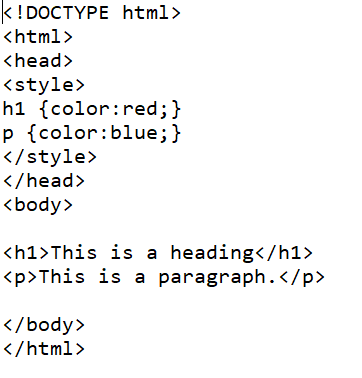 <!DOCTYPE html>
<html>
<head>
<style>
h1 {color:red;}
p {color:blue;}
</style>
</head>
<body>
<h1>This is a heading</h1>
<p>This is a paragraph.</p>
</body>
</html>